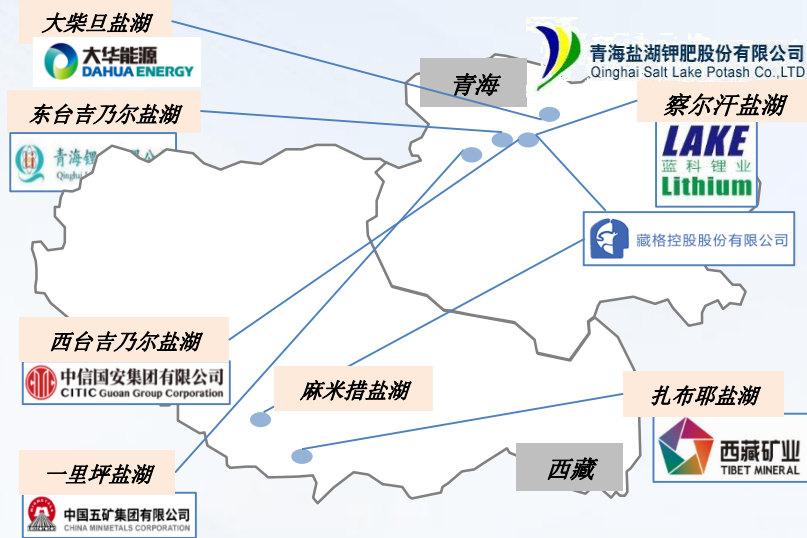 大柴旦盐湖
大华能源
DAHUA ENERGY
青海
青海盐湖钾肥股份有限公司
Qinghai Salt Lake Potash Co.,LTD
东台吉乃尔盐湖
青海锂
察尔汗盐湖
LAKE
蓝科锂业
Lithium
藏格控股股份有限公司
西台吉乃尔盐湖
中信国安集团有限公司
CITIC Guoan Group Corporation
麻米措盐湖
扎布耶盐湖
西藏矿业
TIBET MINERAL
西藏
一里坪盐湖
中国五矿集团有限公司
CHINA MINMETALS CORPORATION